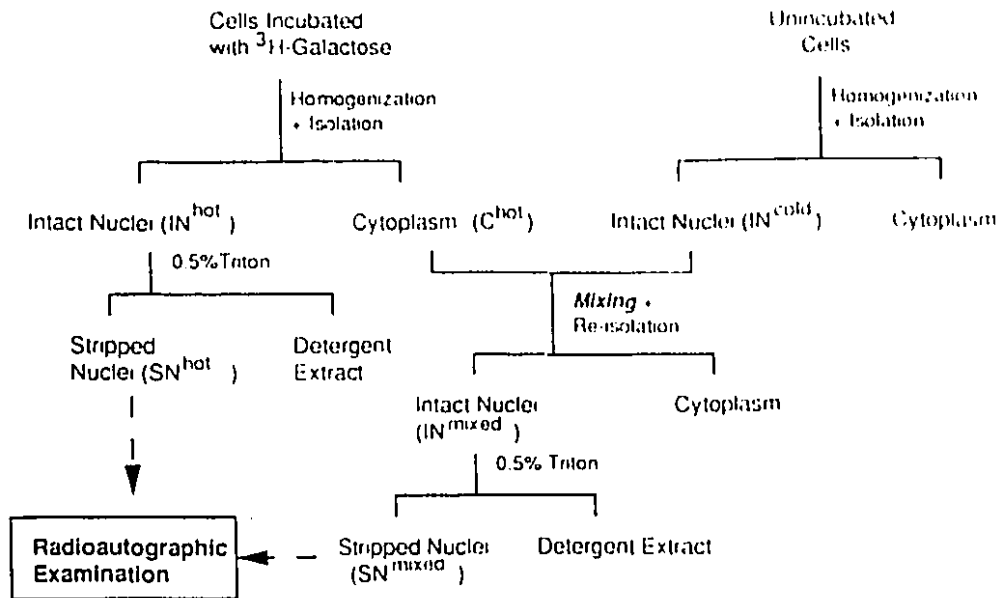 Cells Incubated
with ³H-Galactose
Unincubated
Cells
Homogenization
+ Isolation
Homogenization
+ Isolation
Intact Nuclei (IN^hot)
Cytoplasm (C^hot)
Intact Nuclei (IN^cold)
Cytoplasm
0.5% Triton
Mixing +
Re-isolation
Stripped
Nuclei (SN^hot)
Detergent
Extract
Intact Nuclei
(IN^mixed)
Cytoplasm
0.5% Triton
Radioautographic
Examination
Stripped Nuclei
(SN^mixed)
Detergent Extract